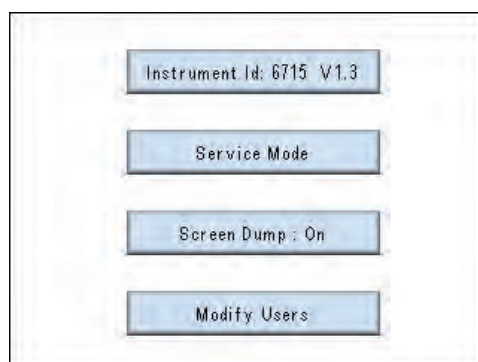 Instrument Id: 6715 V1.3
Service Mode
Screen Dump : On
Modify Users